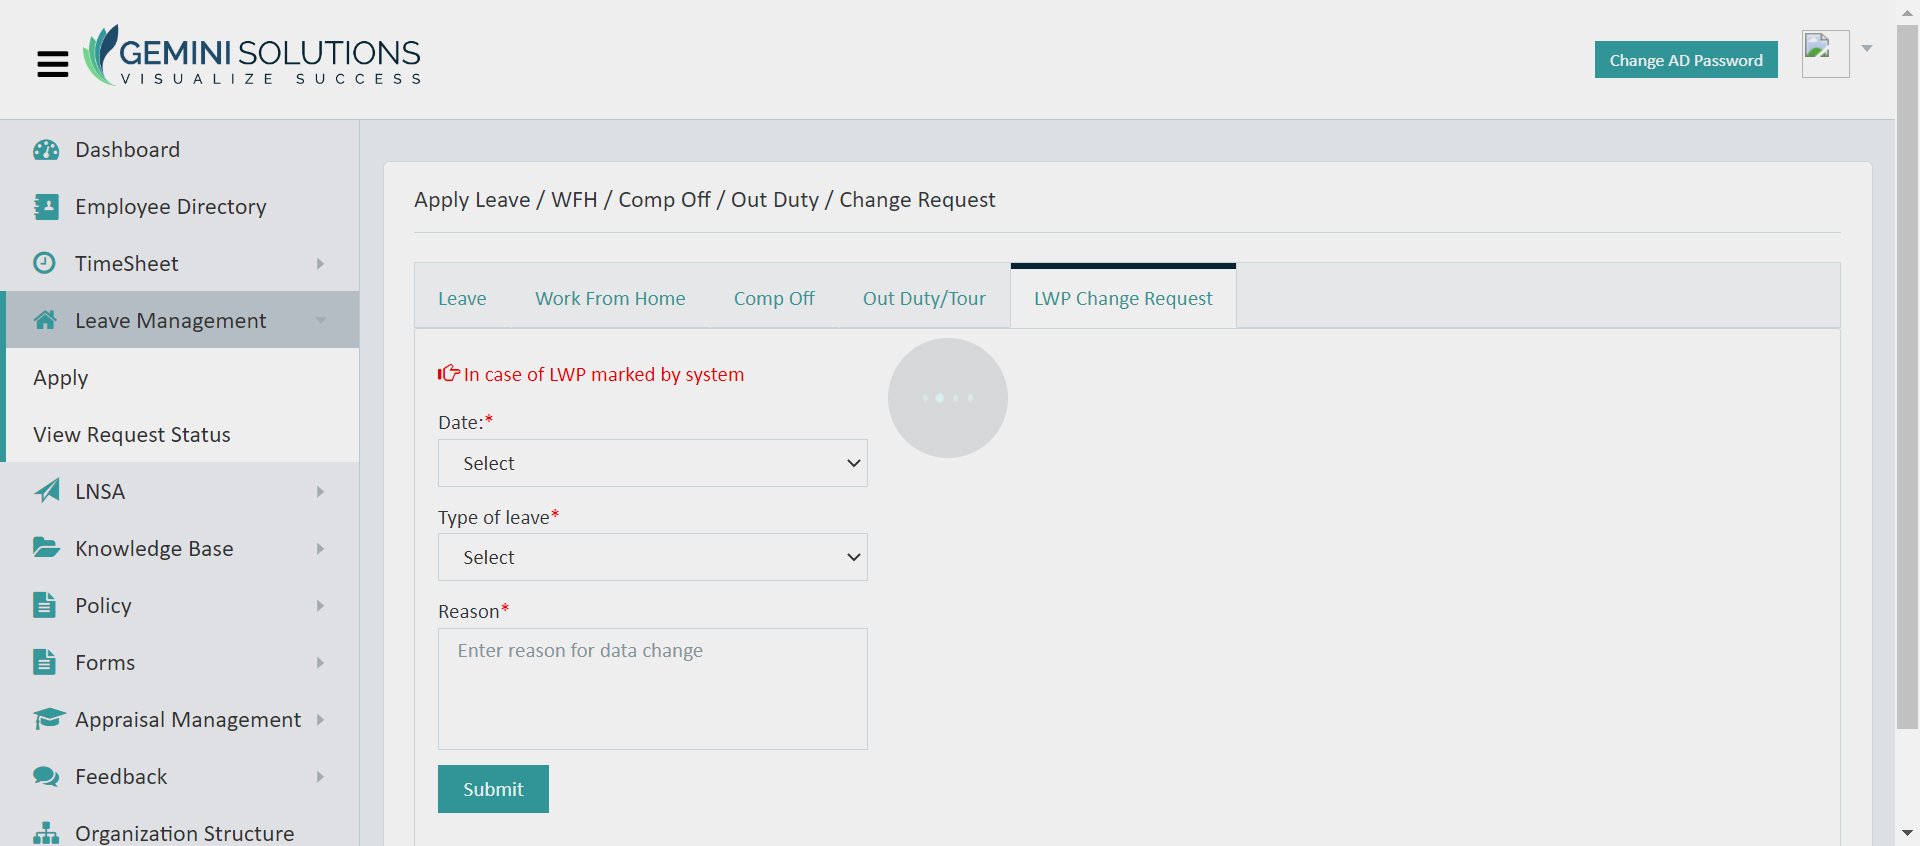 GEMINI SOLUTIONS
VISUALIZE SUCCESS
Change AD Password
Dashboard
Employee Directory
TimeSheet
Leave Management
Apply
View Request Status
LNSA
Knowledge Base
Policy
Forms
Appraisal Management
Feedback
Organization Structure
Apply Leave / WFH / Comp Off / Out Duty / Change Request
Leave Work From Home Comp Off Out Duty/Tour LWP Change Request
In case of LWP marked by system
Date:*
Select
Type of leave*
Select
Reason*
Enter reason for data change
Submit